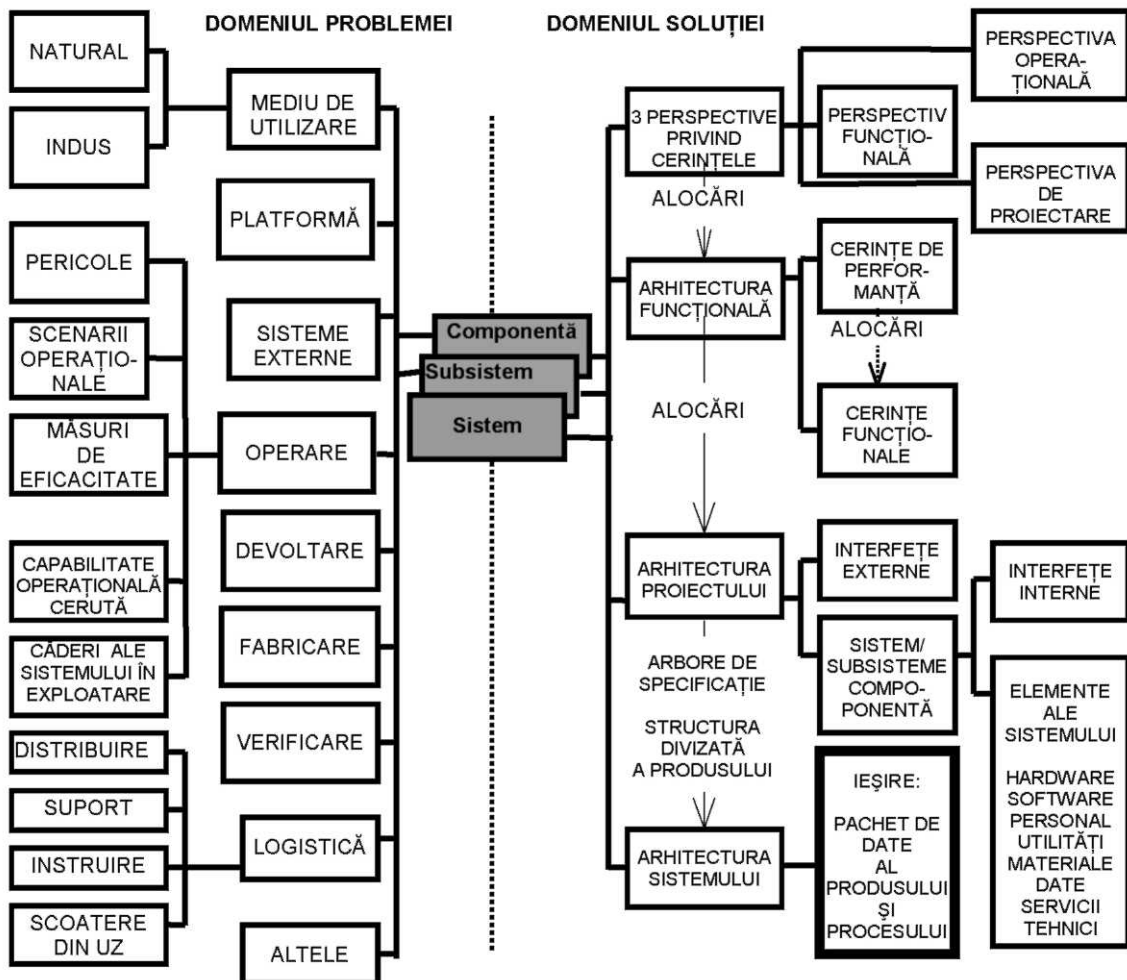 DOMENIUL PROBLEMEI
DOMENIUL SOLUȚIEI
NATURAL
INDUS
MEDIU DE
UTILIZARE
PLATFORMĂ
PERICOLE
SCENARII
OPERAȚIO-
NALE
MĂSURI
DE
EFICACITATE
CAPABILITATE
OPERAȚIONALĂ
CERUTĂ
CĂDERI ALE
SISTEMULUI ÎN
EXPLOATARE
SISTEME
EXTERNE
OPERARE
DEVOLTARE
FABRICARE
VERIFICARE
DISTRIBUIRE
SUPORT
INSTRUIRE
SCOATERE
DIN UZ
LOGISTICĂ
ALTELE
Componentă
Subsistem
Sistem
3 PERSPECTIVE
PRIVIND
CERINȚELE
PERSPECTIVA
OPERA-
ȚIONALĂ
PERSPECTIV
FUNCȚIO-
NALĂ
PERSPECTIVA
DE
PROIECTARE
ALOCĂRI
ARHITECTURA
FUNCȚIONALĂ
CERINȚE DE
PERFOR-
MANȚĂ
ALOCĂRI
CERINȚE
FUNCȚIO-
NALE
ALOCĂRI
ARHITECTURA
PROIECTULUI
INTERFEȚE
EXTERNE
SISTEM/
SUBSISTEME
COMPO-
PONENTĂ
INTERFEȚE
INTERNE
ELEMENTE
ALE
SISTEMULUI
HARDWARE
SOFTWARE
PERSONAL
UTILITĂȚI
MATERIALE
DATE
SERVICII
TEHNICI
ARBORE DE
SPECIFICAȚIE
STRUCTURA
DIVIZATĂ
A PRODUSULUI
ARHITECTURA
SISTEMULUI
IEȘIRE:
PACHET DE
DATE
AL
PRODUSULUI
ȘI
PROCESULUI